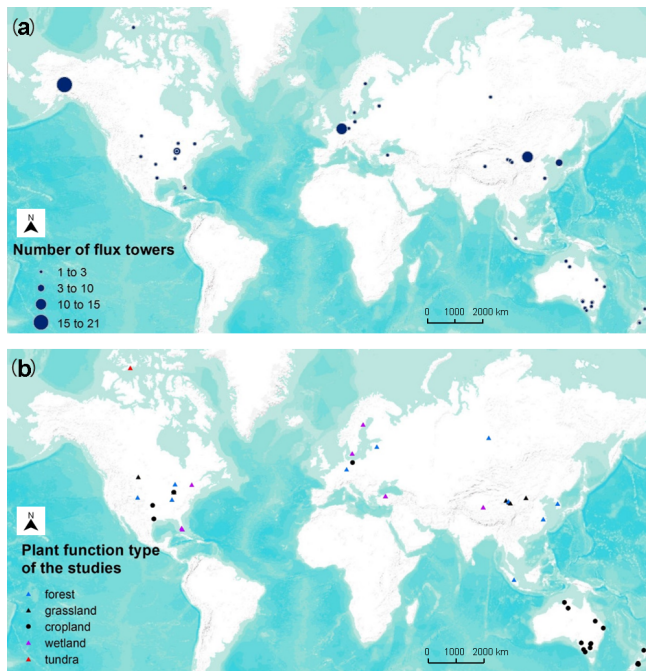 (a)
N
Number of flux towers
1 to 3
3 to 10
10 to 15
15 to 21
0 1000 2000 km
(b)
N
Plant function type
of the studies
forest
grassland
cropland
wetland
tundra
0 1000 2000 km